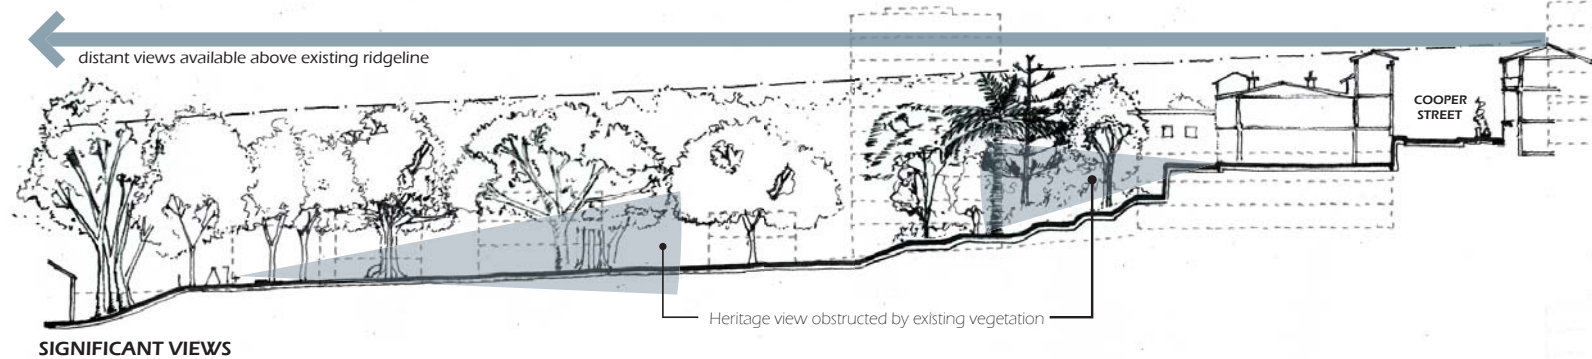 distant views available above existing ridgeline
COOPER
STREET
Heritage view obstructed by existing vegetation
SIGNIFICANT VIEWS